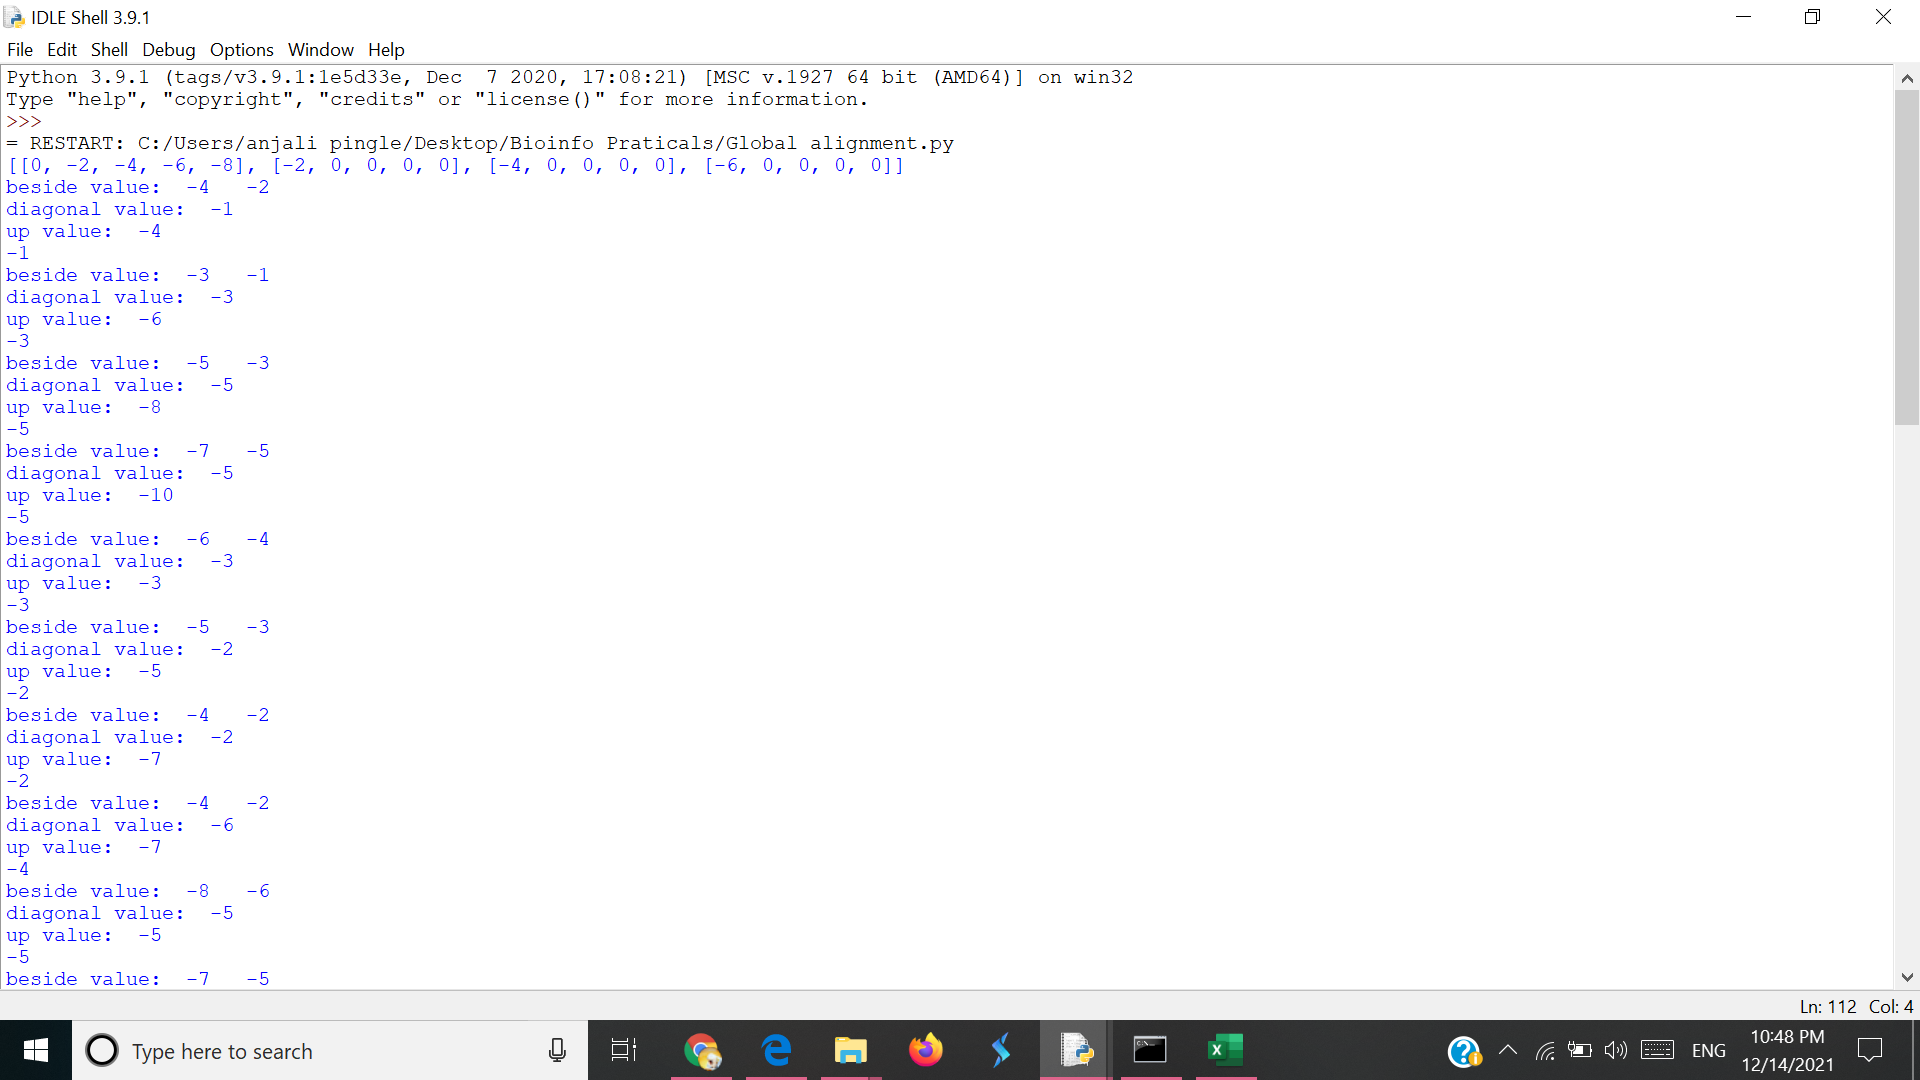 IDLE Shell 3.9.1
File Edit Shell Debug Options Window Help
Python 3.9.1 (tags/v3.9.1:1e5d33e, Dec  7 2020, 17:08:21) [MSC v.1927 64 bit (AMD64)] on win32
Type "help", "copyright", "credits" or "license()" for more information.
>>>
= RESTART: C:/Users/anjali pingle/Desktop/Bioinfo Praticals/Global alignment.py
[[0, -2, -4, -6, -8], [-2, 0, 0, 0, 0], [-4, 0, 0, 0, 0], [-6, 0, 0, 0, 0]]
beside value:  -4   -2
diagonal value:  -1
up value:  -4
-1
beside value:  -3   -1
diagonal value:  -3
up value:  -6
-3
beside value:  -5   -3
diagonal value:  -5
up value:  -8
-5
beside value:  -7   -5
diagonal value:  -5
up value:  -10
-5
beside value:  -6   -4
diagonal value:  -3
up value:  -3
-3
beside value:  -5   -3
diagonal value:  -2
up value:  -5
-2
beside value:  -4   -2
diagonal value:  -2
up value:  -7
-2
beside value:  -4   -2
diagonal value:  -6
up value:  -7
-4
beside value:  -8   -6
diagonal value:  -5
up value:  -5
-5
beside value:  -7   -5
Ln: 112 Col: 4
Type here to search
ENG
10:48 PM
12/14/2021